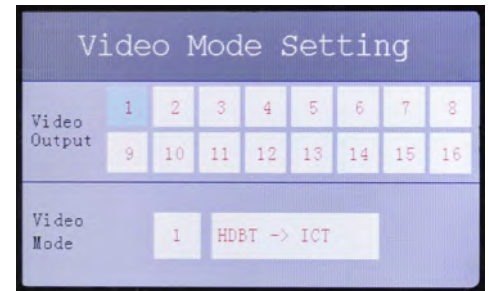 Video Mode Setting
Video Output
1 2 3 4 5 6 7 8
9 10 11 12 13 14 15 16
Video Mode
1 HDBT -> ICT